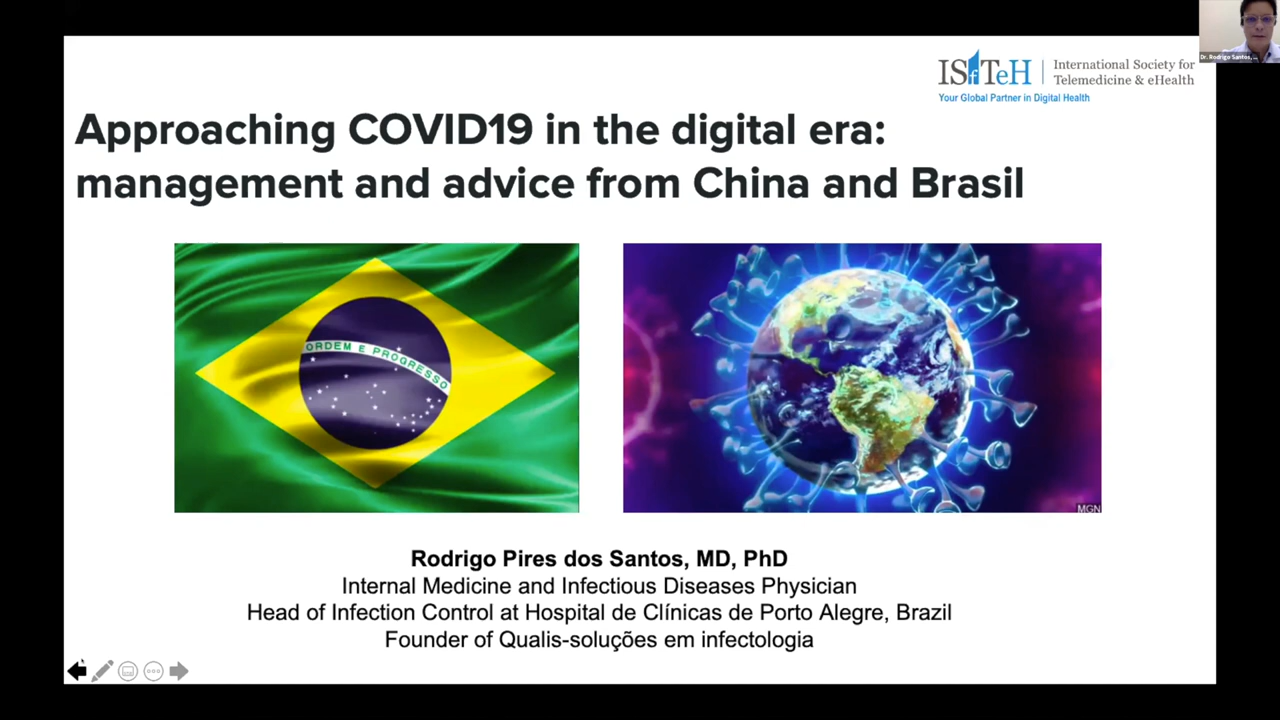 Dr. Rodrigo Santos, ...
ISfTeH
International Society for
Telemedicine & eHealth
Your Global Partner in Digital Health
Approaching COVID19 in the digital era:
management and advice from China and Brasil
ORDEM E PROGRESSO
MGN
Rodrigo Pires dos Santos, MD, PhD
Internal Medicine and Infectious Diseases Physician
Head of Infection Control at Hospital de Clínicas de Porto Alegre, Brazil
Founder of Qualis-soluções em infectologia